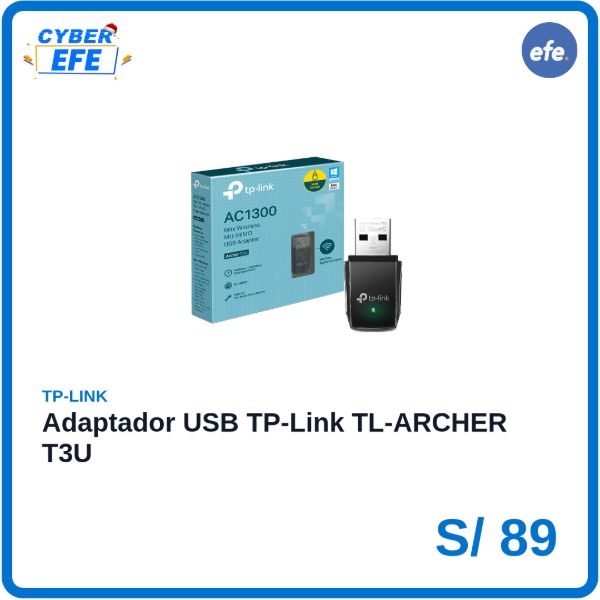 CYBER
EFE
efe.
tp-link
AC1300
Mini Wireless
MU-MIMO
USB Adapter
tp-link
TP-LINK
Adaptador USB TP-Link TL-ARCHER
T3U
S/ 89